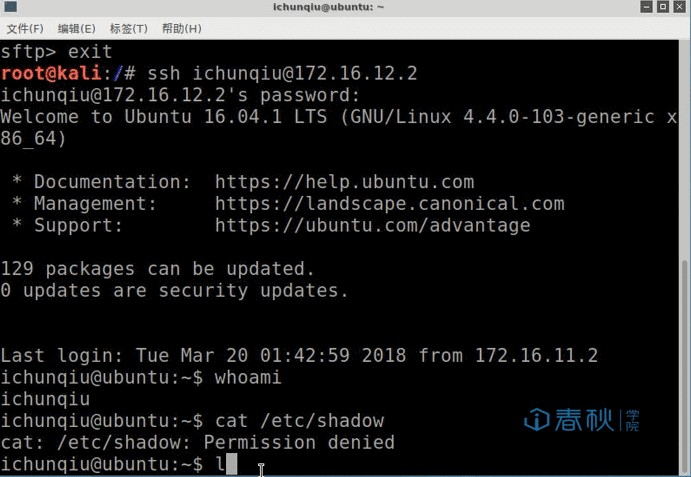 ichunqiu@ubuntu: ~
文件(F) 编辑(E) 标签(T) 帮助(H)
sftp> exit
root@kali:/# ssh ichunqiu@172.16.12.2
ichunqiu@172.16.12.2's password:
Welcome to Ubuntu 16.04.1 LTS (GNU/Linux 4.4.0-103-generic x
86_64)
* Documentation: https://help.ubuntu.com
* Management: https://landscape.canonical.com
* Support: https://ubuntu.com/advantage
129 packages can be updated.
0 updates are security updates.
Last login: Tue Mar 20 01:42:59 2018 from 172.16.11.2
ichunqiu@ubuntu:~$ whoami
ichunqiu
ichunqiu@ubuntu:~$ cat /etc/shadow
cat: /etc/shadow: Permission denied
ichunqiu@ubuntu:~$ l
春秋学院